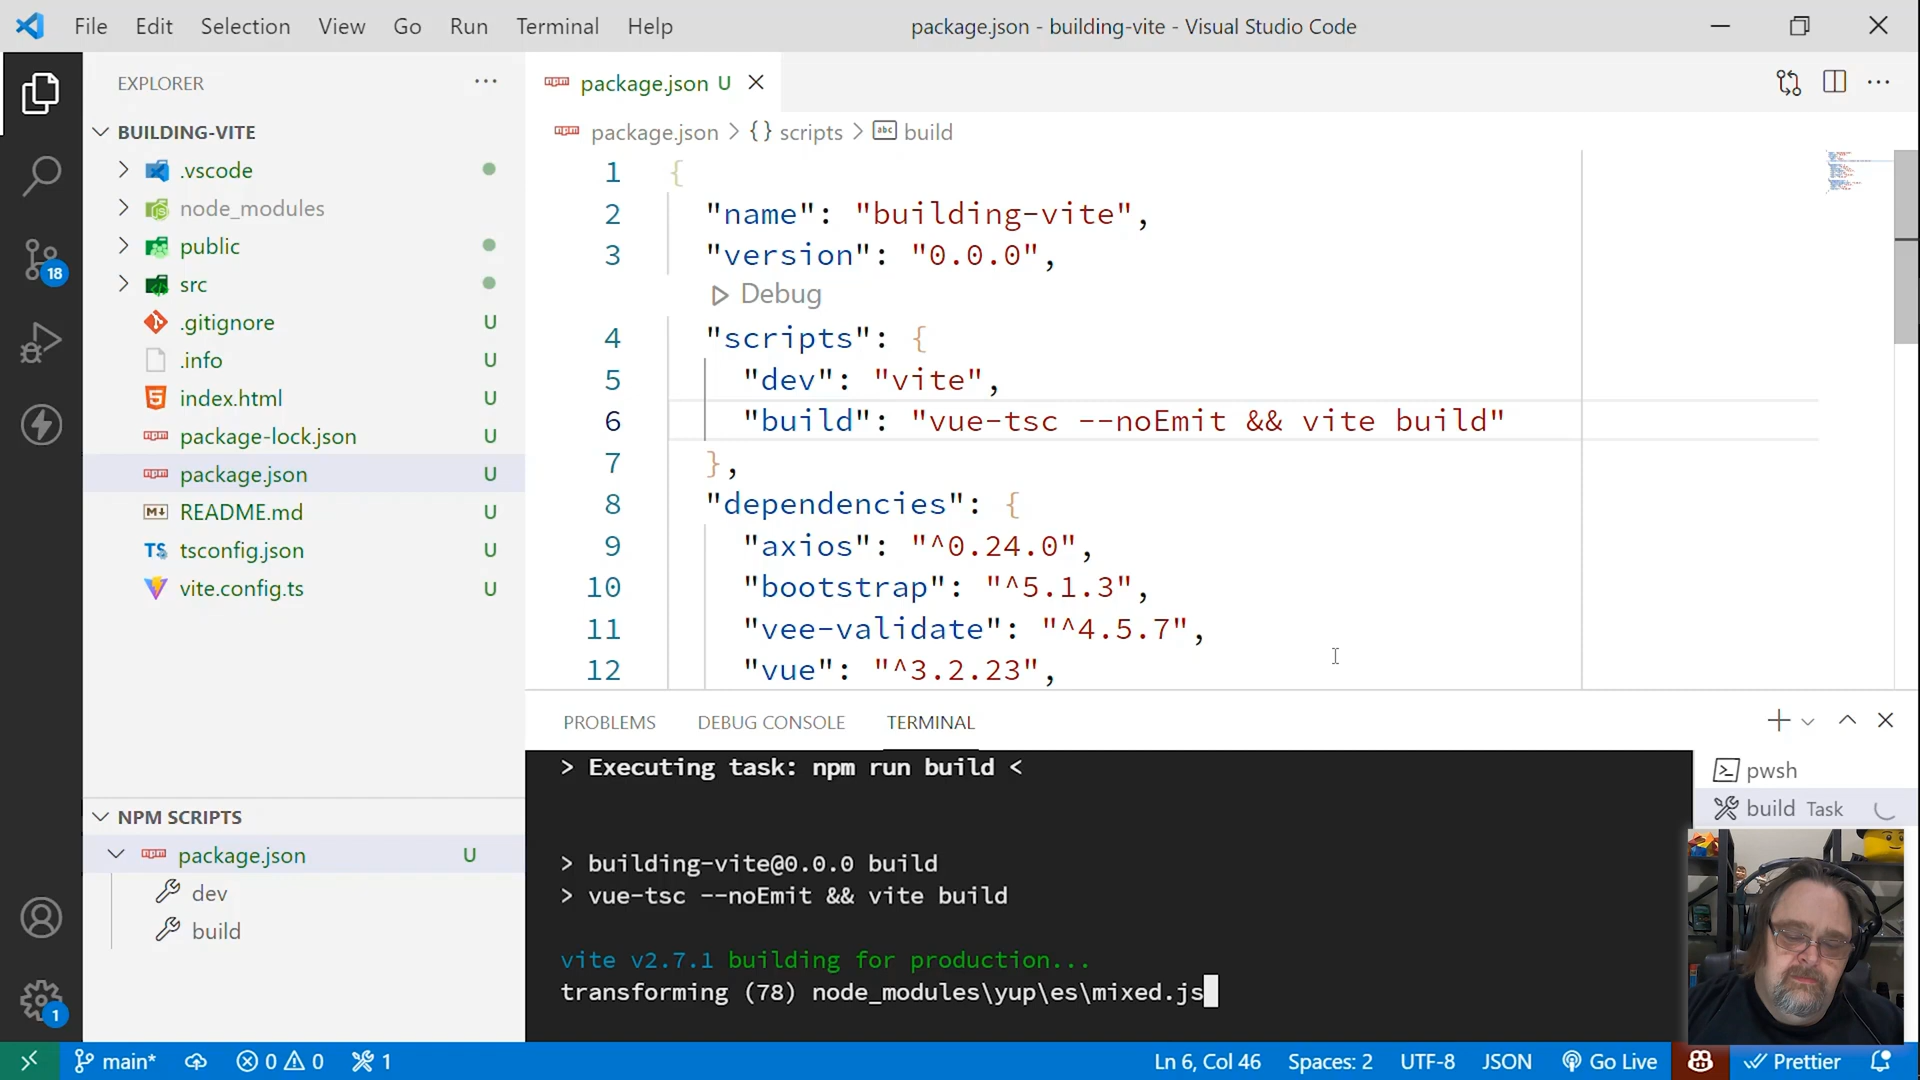 File Edit Selection View Go Run Terminal Help package.json - building-vite - Visual Studio Code
EXPLORER
BUILDING-VITE
.vscode
node_modules
public
src
.gitignore U
.info U
index.html U
package-lock.json U
package.json U
README.md U
tsconfig.json U
vite.config.ts U
NPM SCRIPTS
package.json U
dev
build
18
1
package.json U
package.json > {} scripts > abc build
1 {
2 "name": "building-vite",
3 "version": "0.0.0",
Debug
4 "scripts": {
5 "dev": "vite",
6 "build": "vue-tsc --noEmit && vite build"
7 },
8 "dependencies": {
9 "axios": "^0.24.0",
10 "bootstrap": "^5.1.3",
11 "vee-validate": "^4.5.7",
12 "vue": "^3.2.23",
PROBLEMS DEBUG CONSOLE TERMINAL
> Executing task: npm run build <
> building-vite@0.0.0 build
> vue-tsc --noEmit && vite build
vite v2.7.1 building for production...
transforming (78) node_modules\yup\es\mixed.js
pwsh
build Task
main* 0 0 1 Ln 6, Col 46 Spaces: 2 UTF-8 JSON Go Live Prettier